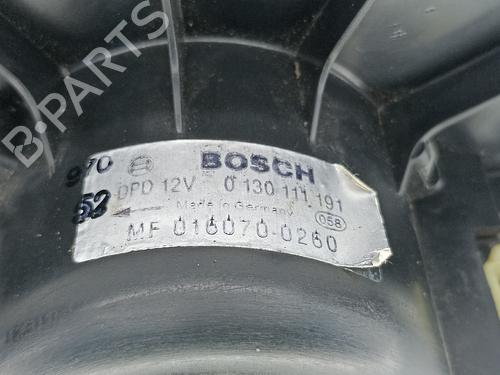 B-PARTS
970 BOSCH
52 DPD 12V 0 130 111 191
Made in Germany 058
MF 016070-0260